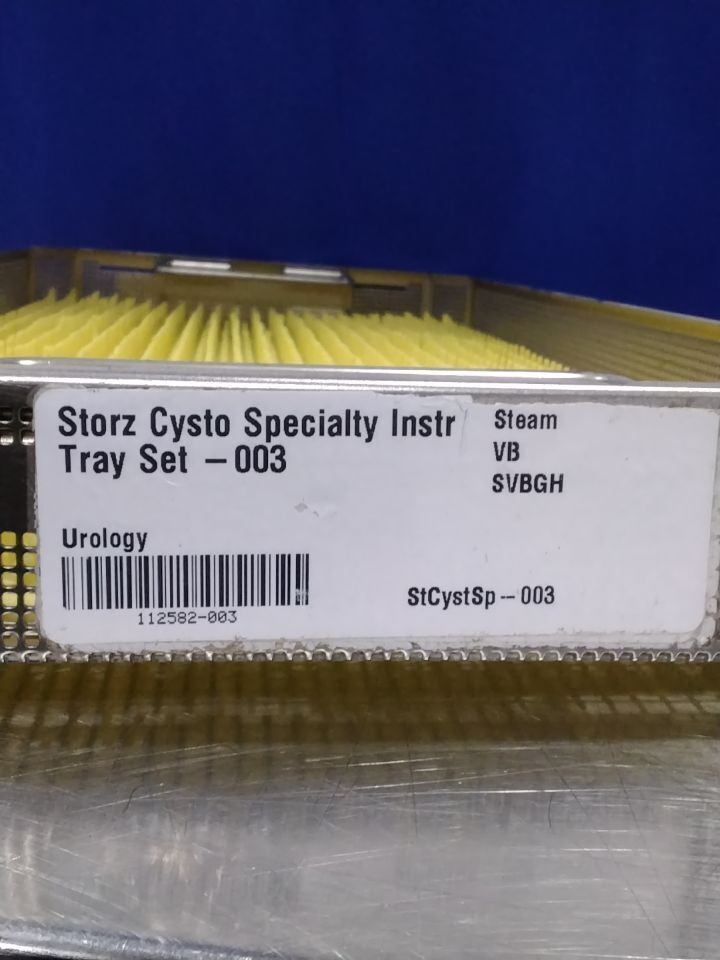 Storz Cysto Specialty Instr
Tray Set -003
Steam
VB
SVBGH
Urology
112582-003
StCystSp-003